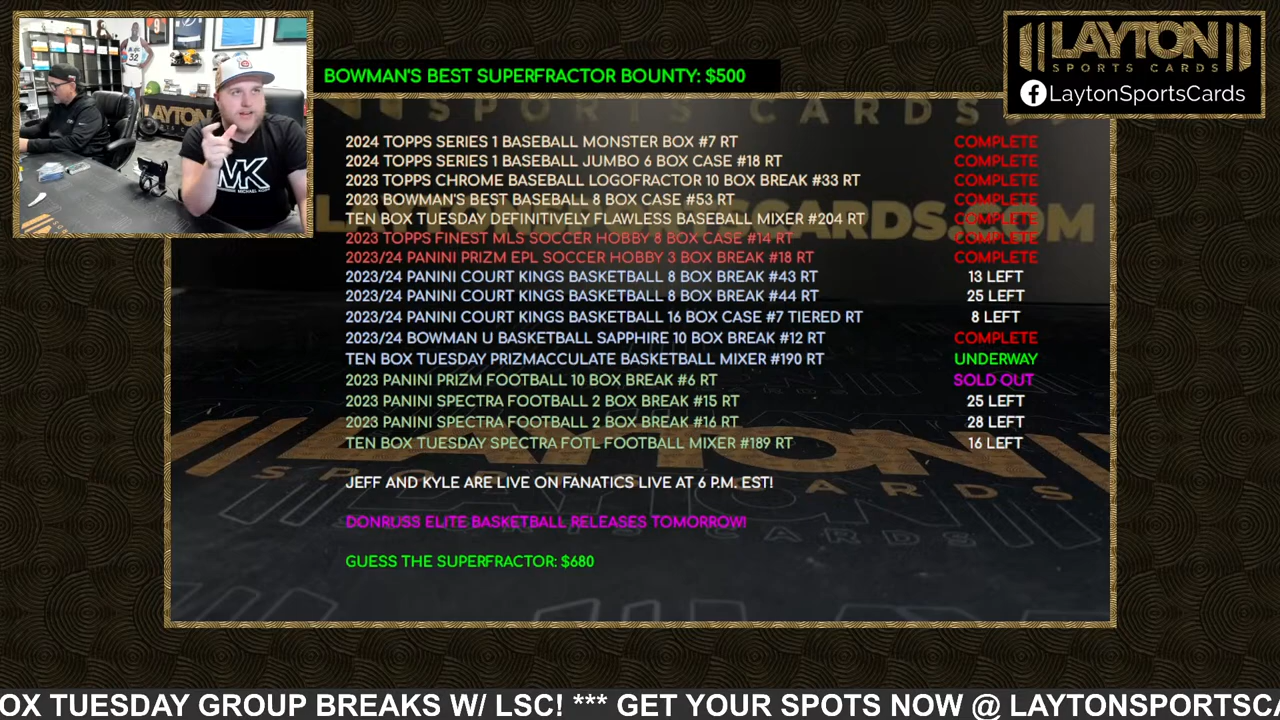 BOWMAN'S BEST SUPERFRACTOR BOUNTY: $500
LAYTON
SPORTS CARDS
LaytonSportsCards
SPORTS CARDS
2024 TOPPS SERIES 1 BASEBALL MONSTER BOX #7 RT COMPLETE
2024 TOPPS SERIES 1 BASEBALL JUMBO 6 BOX CASE #18 RT COMPLETE
2023 TOPPS CHROME BASEBALL LOGOFRACTOR 10 BOX BREAK #33 RT COMPLETE
2023 BOWMAN'S BEST BASEBALL 8 BOX CASE #53 RT COMPLETE
TEN BOX TUESDAY DEFINITIVELY FLAWLESS BASEBALL MIXER #204 RT COMPLETE
2023 TOPPS FINEST MLS SOCCER HOBBY 8 BOX CASE #14 RT COMPLETE
2023/24 PANINI PRIZM EPL SOCCER HOBBY 3 BOX BREAK #18 RT COMPLETE
2023/24 PANINI COURT KINGS BASKETBALL 8 BOX BREAK #43 RT 13 LEFT
2023/24 PANINI COURT KINGS BASKETBALL 8 BOX BREAK #44 RT 25 LEFT
2023/24 PANINI COURT KINGS BASKETBALL 16 BOX CASE #7 TIERED RT 8 LEFT
2023/24 BOWMAN U BASKETBALL SAPPHIRE 10 BOX BREAK #12 RT COMPLETE
TEN BOX TUESDAY PRIZMACCULATE BASKETBALL MIXER #190 RT UNDERWAY
2023 PANINI PRIZM FOOTBALL 10 BOX BREAK #6 RT SOLD OUT
2023 PANINI SPECTRA FOOTBALL 2 BOX BREAK #15 RT 25 LEFT
2023 PANINI SPECTRA FOOTBALL 2 BOX BREAK #16 RT 28 LEFT
TEN BOX TUESDAY SPECTRA FOTL FOOTBALL MIXER #189 RT 16 LEFT
JEFF AND KYLE ARE LIVE ON FANATICS LIVE AT 6 P.M. EST!
DONRUSS ELITE BASKETBALL RELEASES TOMORROW!
GUESS THE SUPERFRACTOR: $680
OX TUESDAY GROUP BREAKS W/ LSC! *** GET YOUR SPOTS NOW @ LAYTONSPORTSCA